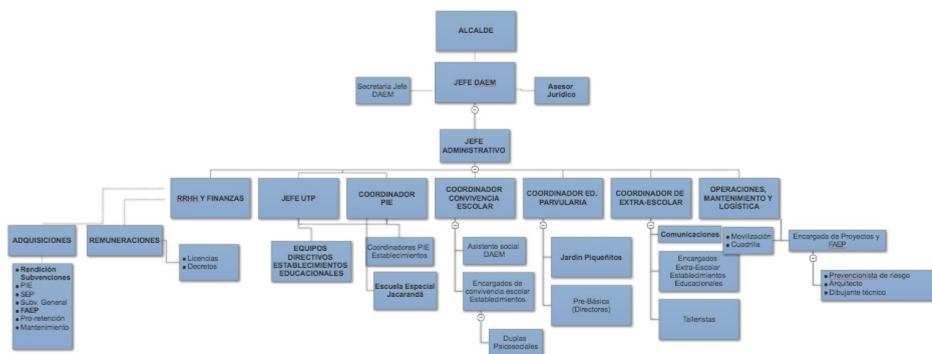 ALCALDE
Secretaria Jefe
DAEM
JEFE DAEM
Asesor
Jurídico
JEFE
ADMINISTRATIVO
RRHH Y FINANZAS
JEFE UTP
COORDINADOR
PIE
COORDINADOR
CONVIVENCIA
ESCOLAR
COORDINADOR ED.
PARVULARIA
COORDINADOR DE
EXTRA-ESCOLAR
OPERACIONES,
MANTENIMIENTO Y
LOGÍSTICA
ADQUISICIONES
REMUNERACIONES
• Licencias
• Decretos
• Rendición
Subvenciones
• PIE
• SEP
• Subv. General
• FAEP
• Pro-retención
• Mantenimiento
EQUIPOS
DIRECTIVOS
ESTABLECIMIENTOS
EDUCACIONALES
Coordinadores PIE
Establecimientos
Escuela Especial
Jacarandá
Asistente social
DAEM
Encargados de
convivencia escolar
Establecimientos.
Duplas
Psicosociales
Jardín Piqueñitos
Pre-Básica
(Directores)
Comunicaciones
Encargados
Extra-Escolar
Establecimientos
Educacionales
Talleristas
• Movilización
• Cuadrilla
Encargado de Proyectos y
FAEP
• Prevencionista de riesgo
• Arquitecto
• Dibujante técnico